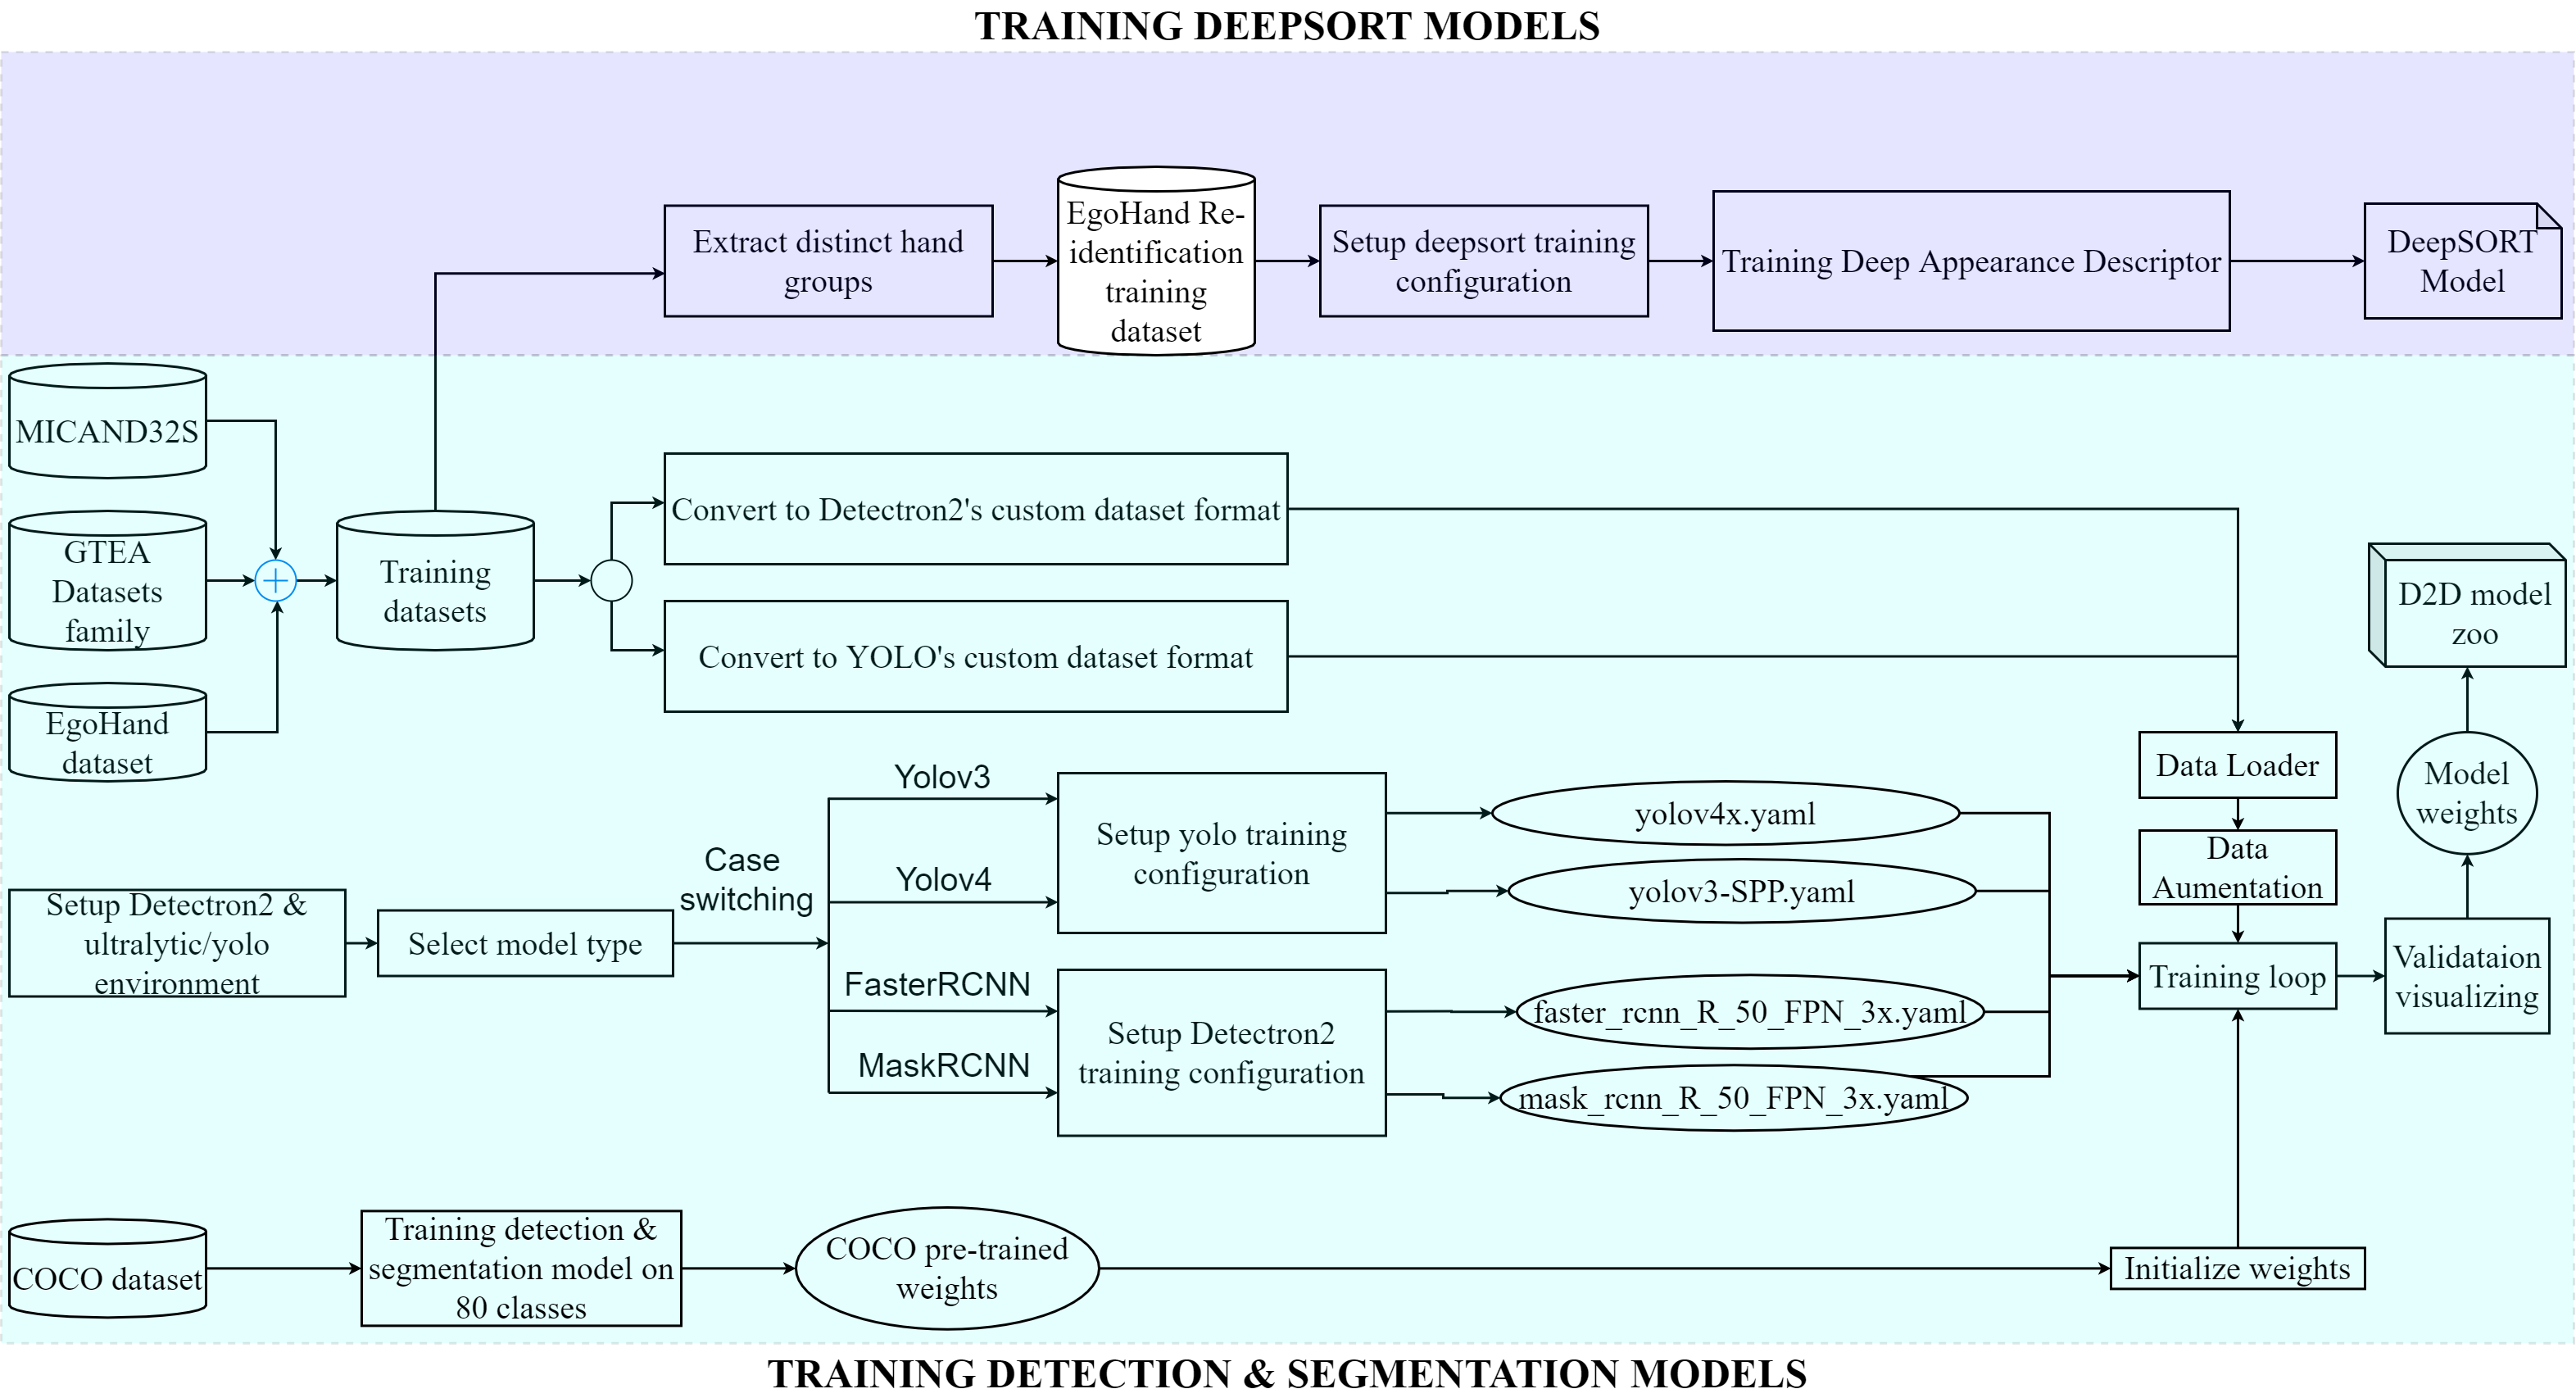 TRAINING DEEPSORT MODELS
Extract distinct hand
groups
EgoHand Re-
identification
training
dataset
Setup deepsort training
configuration
Training Deep Appearance Descriptor
DeepSORT
Model
MICAND32S
GTEA
Datasets
family
EgoHand
dataset
Training
datasets
Convert to Detectron2's custom dataset format
Convert to YOLO's custom dataset format
D2D model
zoo
Model
weights
Data Loader
Data
Aumentation
Training loop
Validataion
visualizing
Setup Detectron2 &
ultralytic/yolo
environment
Select model type
Case
switching
Yolov3
Yolov4
FasterRCNN
MaskRCNN
Setup yolo training
configuration
Setup Detectron2
training configuration
yolov4x.yaml
yolov3-SPP.yaml
faster_rcnn_R_50_FPN_3x.yaml
mask_rcnn_R_50_FPN_3x.yaml
COCO dataset
Training detection &
segmentation model on
80 classes
COCO pre-trained
weights
Initialize weights
TRAINING DETECTION & SEGMENTATION MODELS